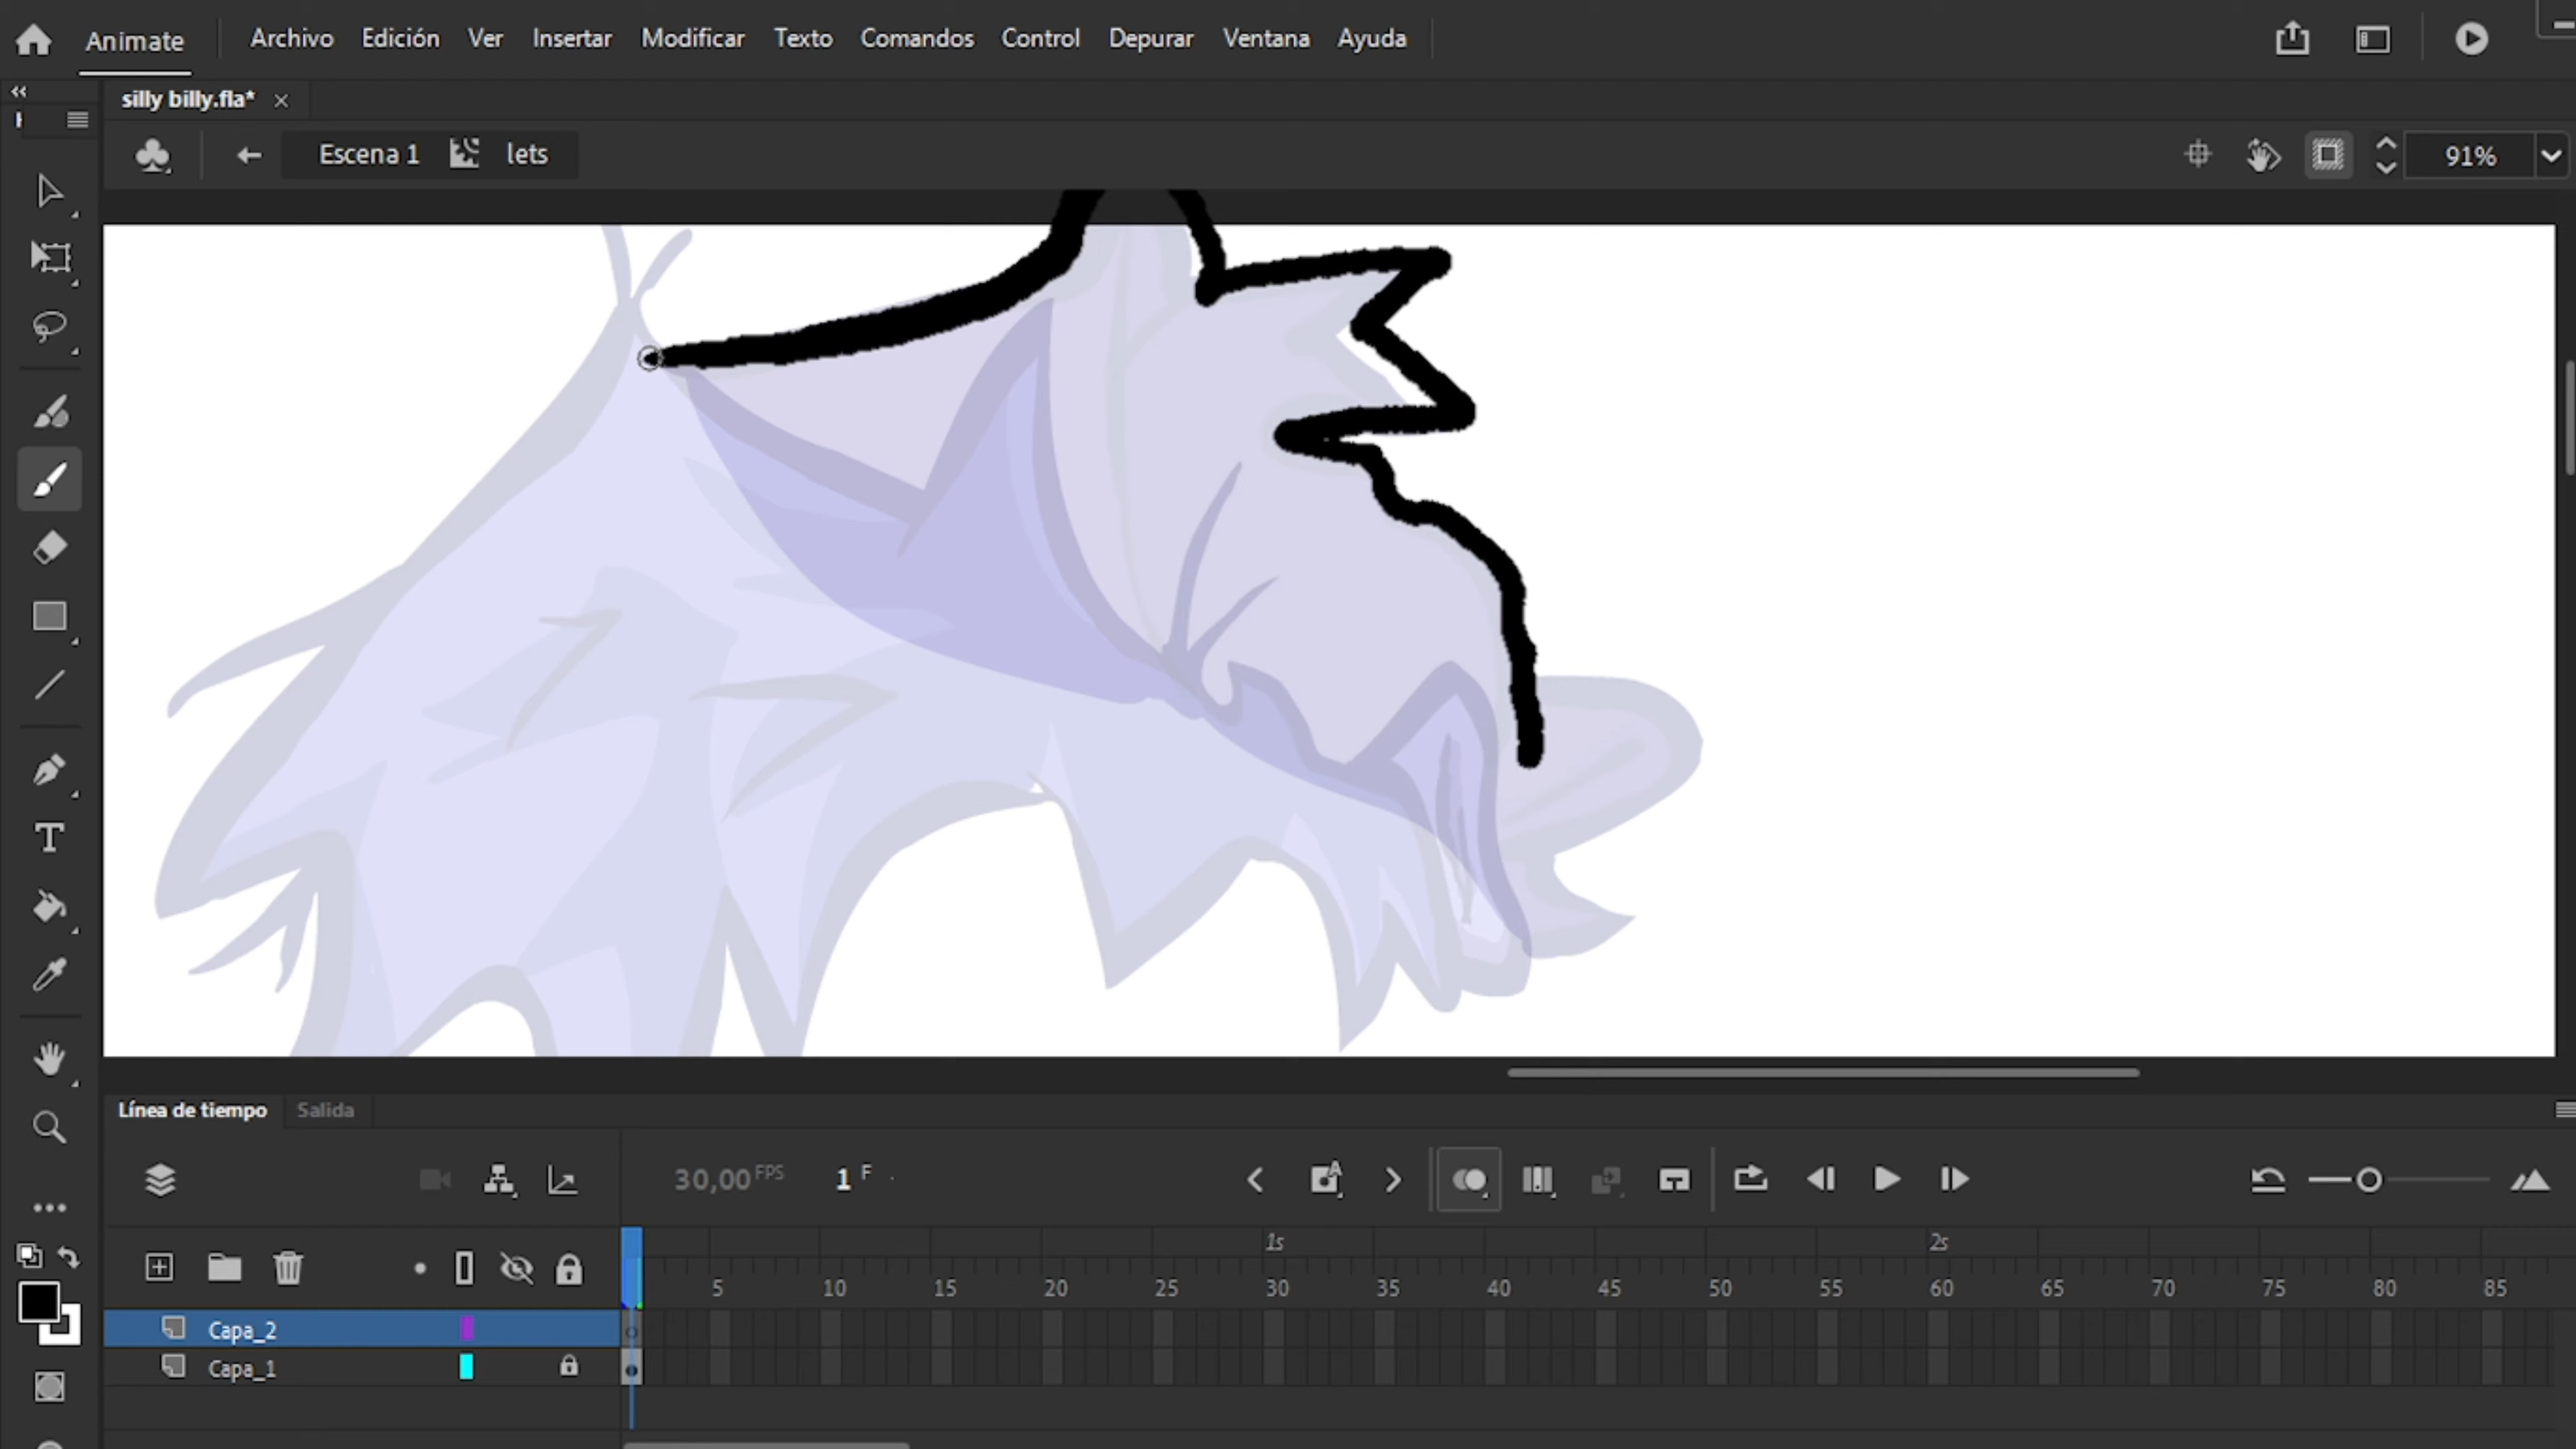 Animate Archivo Edición Ver Insertar Modificar Texto Comandos Control Depurar Ventana Ayuda
silly billy.fla* ×
Escena 1 lets 91%
Línea de tiempo Salida
30,00 FPS 1 F
1s 2s
5 10 15 20 25 30 35 40 45 50 55 60 65 70 75 80 85
Capa_2
Capa_1